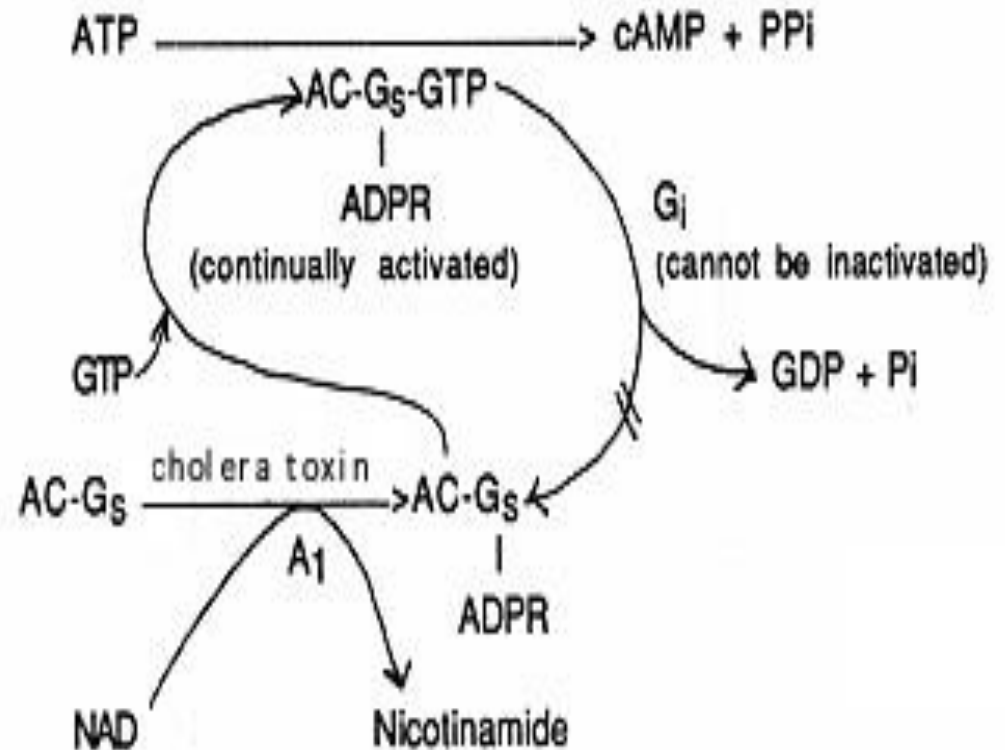 ATP ————> cAMP + PPi
AC-Gs-GTP
ADPR
(continually activated)
Gi
(cannot be inactivated)
GTP
GDP + Pi
cholera toxin
AC-Gs
AC-Gs
A1
ADPR
NAD
Nicotinamide